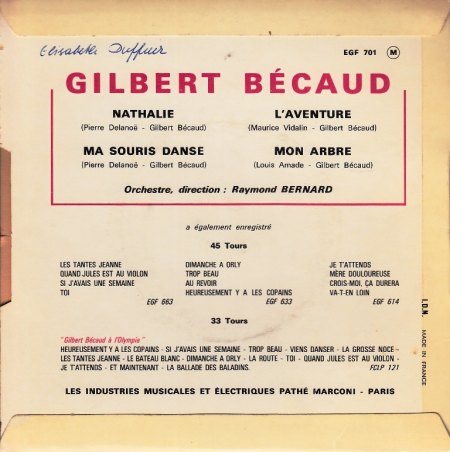 Elisabeth Duffuir
EGF 701 M
GILBERT BÉCAUD
NATHALIE
(Pierre Delanoë - Gilbert Bécaud)
L'AVENTURE
(Maurice Vidalin - Gilbert Bécaud)
MA SOURIS DANSE
(Pierre Delanoë - Gilbert Bécaud)
MON ARBRE
(Louis Amade - Gilbert Bécaud)
Orchestre, direction : Raymond BERNARD
a également enregistré
45 Tours
LES TANTES JEANNE
QUAND JULES EST AU VIOLON
SI J'AVAIS UNE SEMAINE
TOI
EGF 663
DIMANCHE A ORLY
TROP BEAU
AU REVOIR
HEUREUSEMENT Y A LES COPAINS
EGF 633
JE T'ATTENDS
MÈRE DOULOUREUSE
CROIS-MOI, ÇA DURERA
VA-T-EN LOIN
EGF 614
33 Tours
"Gilbert Bécaud à l'Olympia"
HEUREUSEMENT Y A LES COPAINS - SI J'AVAIS UNE SEMAINE - TROP BEAU - VIENS DANSER - LA GROSSE NOCE -
LES TANTES JEANNE - LE BATEAU BLANC - DIMANCHE A ORLY - LA ROUTE - TOI - QUAND JULES EST AU VIOLON -
JE T'ATTENDS - ET MAINTENANT - LA BALLADE DES BALADINS.
FCLP 121
LES INDUSTRIES MUSICALES ET ÉLECTRIQUES PATHÉ MARCONI - PARIS
I.D.N.
MADE IN FRANCE